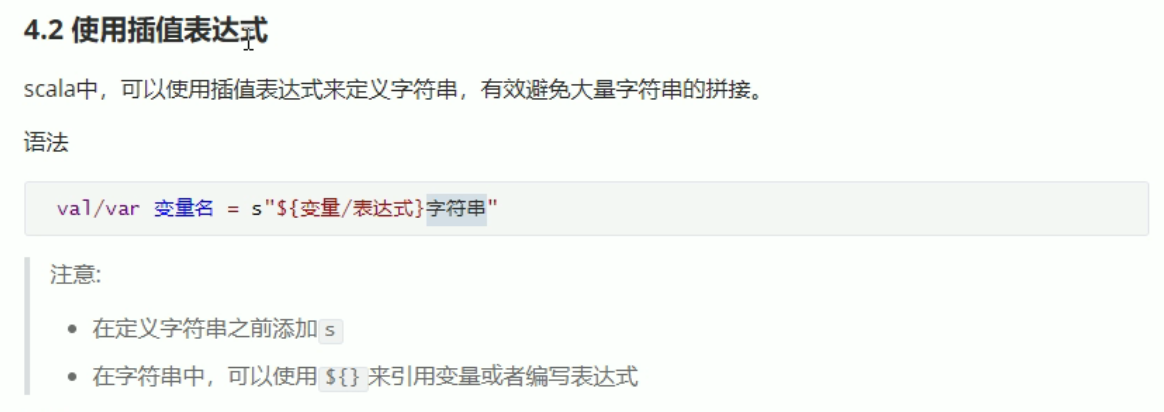 4.2 使用插值表达式
scala中，可以使用插值表达式来定义字符串，有效避免大量字符串的拼接。
语法
val/var 变量名 = s"${变量/表达式}字符串"
注意:
在定义字符串之前添加 s
在字符串中，可以使用 ${} 来引用变量或者编写表达式